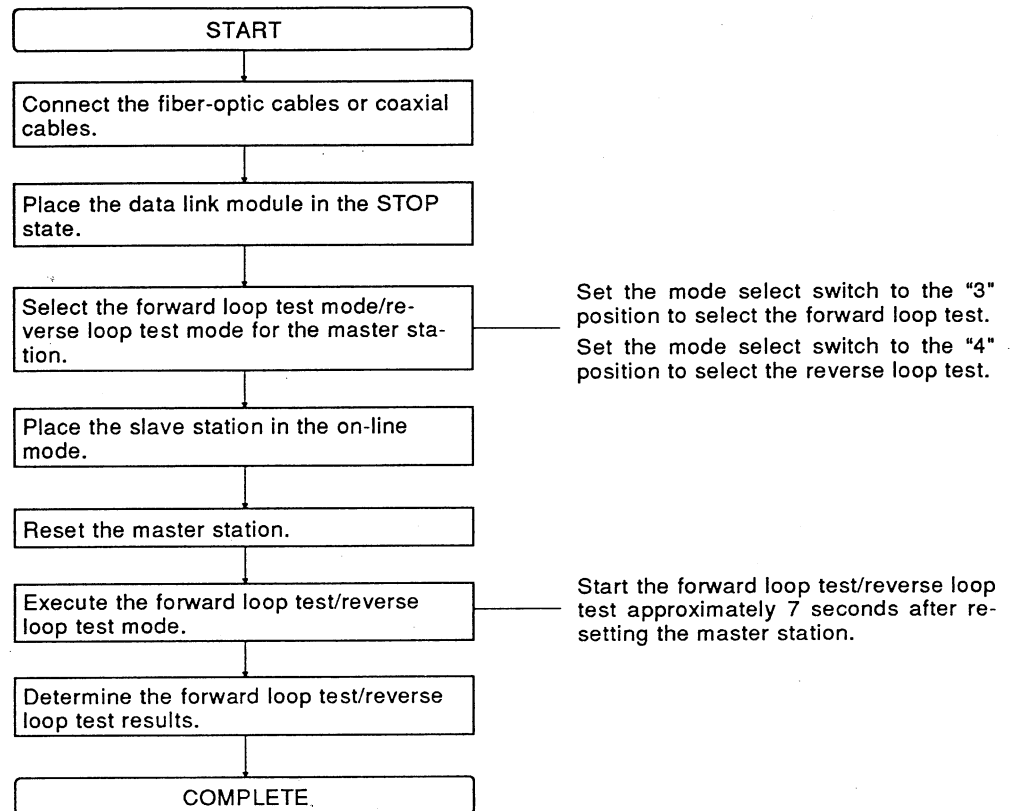 START
Connect the fiber-optic cables or coaxial
cables.
Place the data link module in the STOP
state.
Select the forward loop test mode/re-
verse loop test mode for the master sta-
tion.
Set the mode select switch to the "3"
position to select the forward loop test.
Set the mode select switch to the "4"
position to select the reverse loop test.
Place the slave station in the on-line
mode.
Reset the master station.
Execute the forward loop test/reverse
loop test mode.
Start the forward loop test/reverse loop
test approximately 7 seconds after re-
setting the master station.
Determine the forward loop test/reverse
loop test results.
COMPLETE